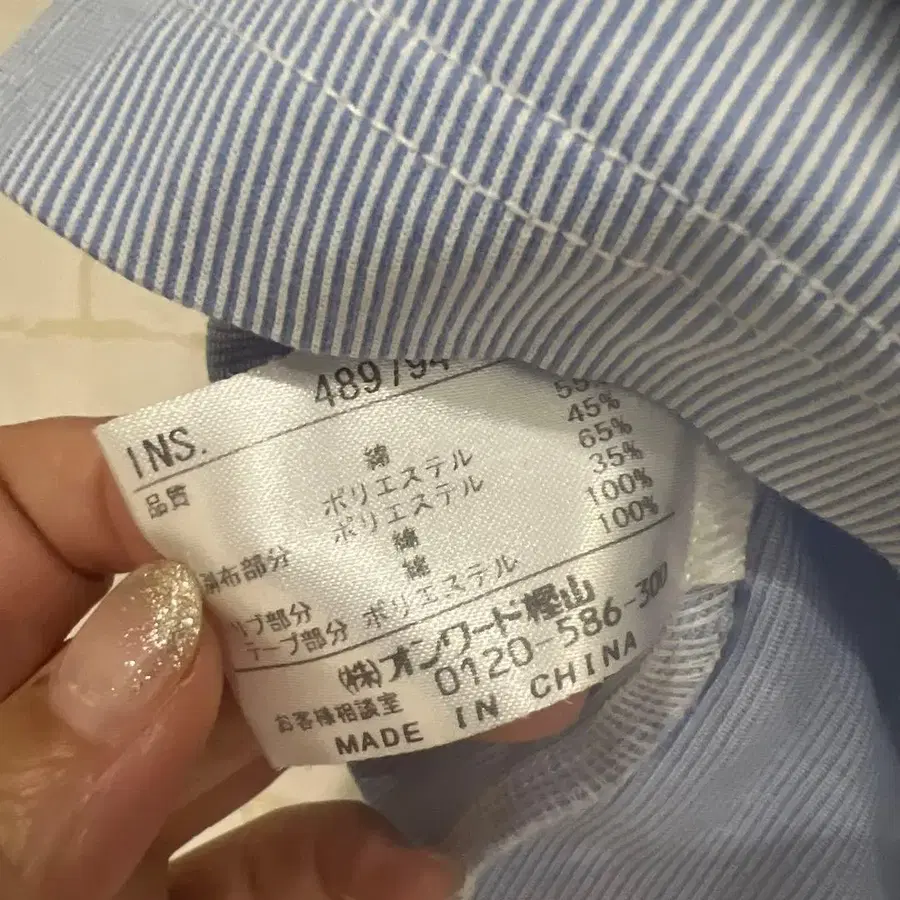 INS. 489794
品質 綿 55%
ポリエステル 45%
別布部分 ポリエステル 65%
綿 35%
リブ部分 綿 100%
テープ部分 ポリエステル 100%
(株)オンワード樫山
お客様相談室 0120-586-300
MADE IN CHINA